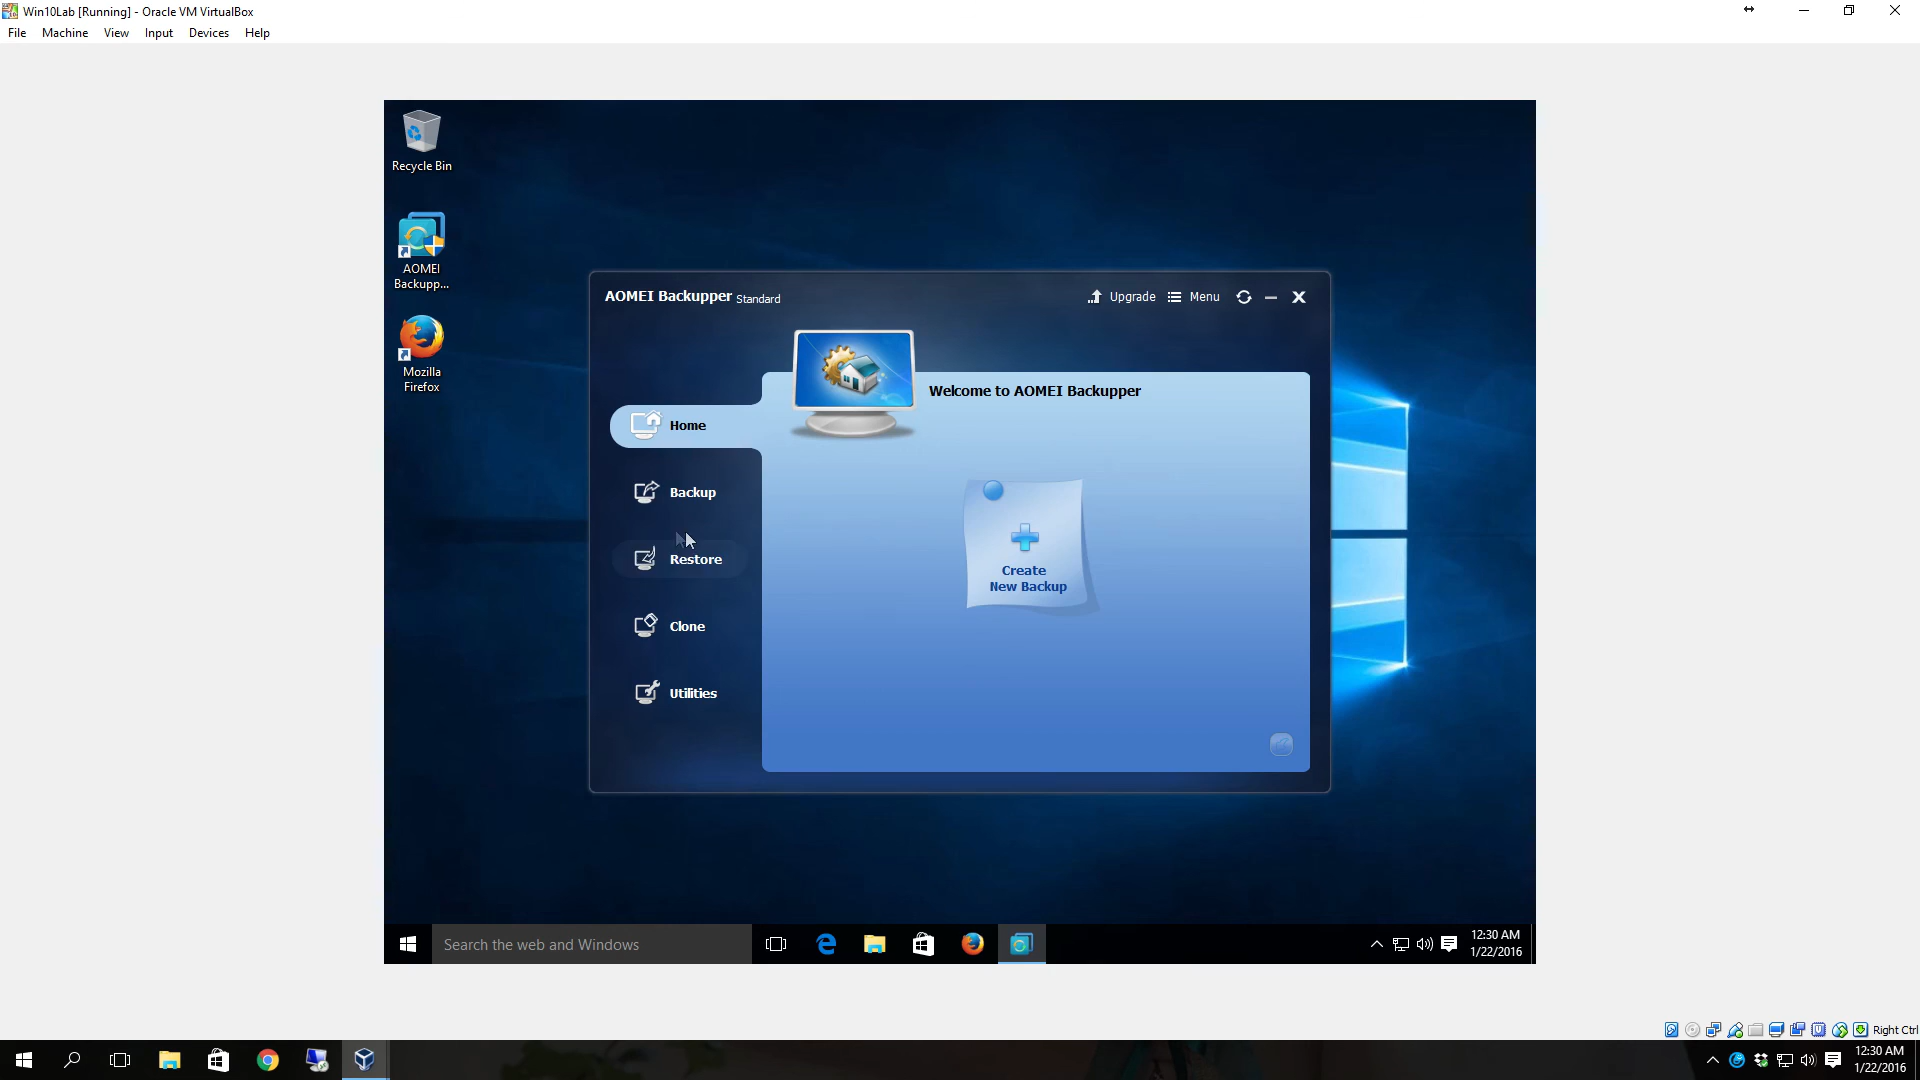 Win10Lab [Running] - Oracle VM VirtualBox
File Machine View Input Devices Help
Recycle Bin
AOMEI
Backupp...
Mozilla
Firefox
AOMEI Backupper Standard
Upgrade Menu
Welcome to AOMEI Backupper
Home
Backup
Restore
Clone
Utilities
Create
New Backup
Search the web and Windows
12:30 AM
1/22/2016
Right Ctrl
12:30 AM
1/22/2016